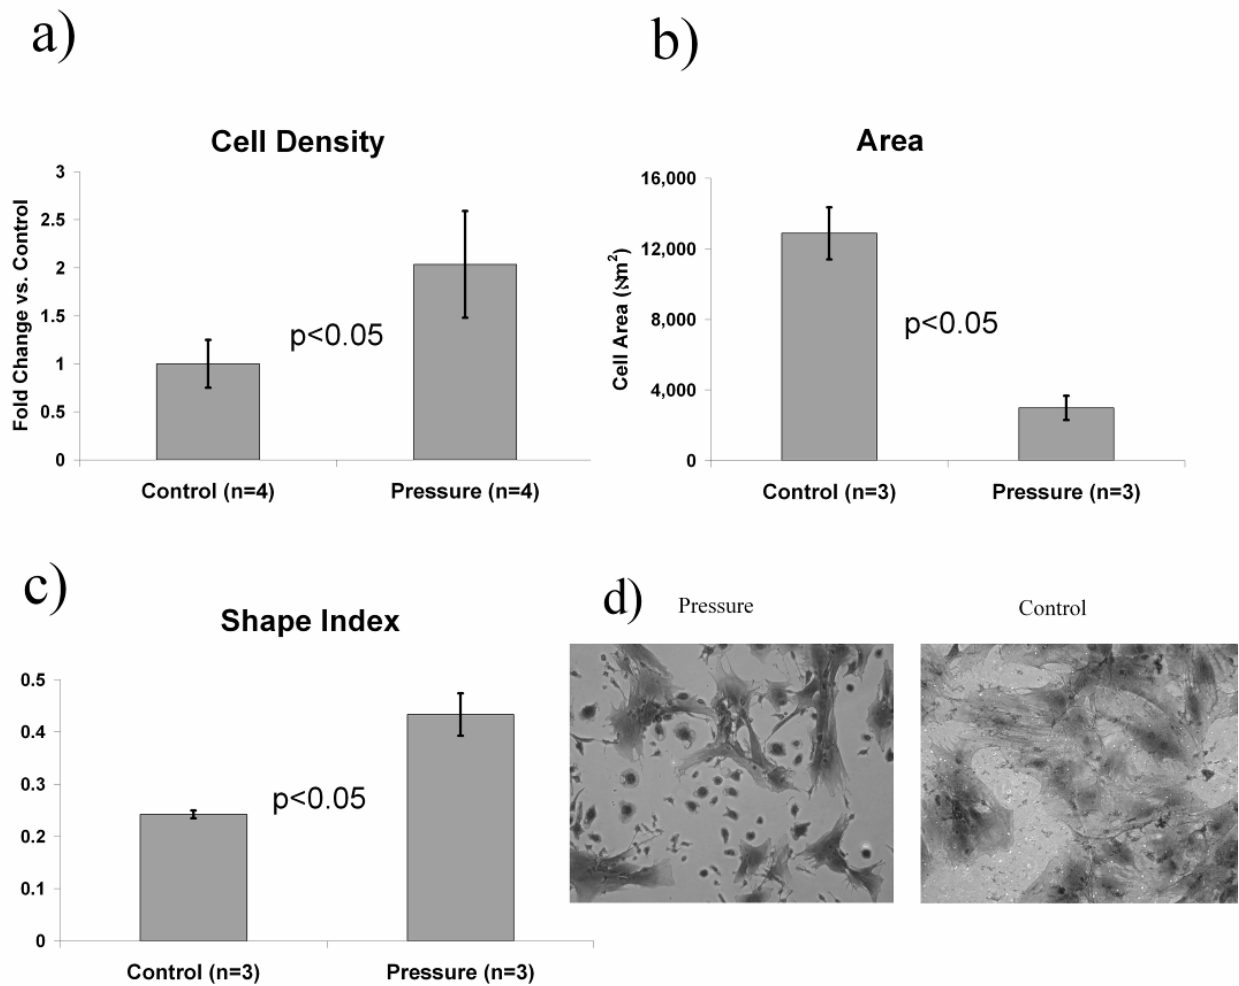 a)
Cell Density
Fold Change vs. Control
3
2.5
2
1.5
1
0.5
0
p<0.05
Control (n=4)
Pressure (n=4)
b)
Area
Cell Area (m²)
16,000
12,000
8,000
4,000
0
p<0.05
Control (n=3)
Pressure (n=3)
c)
Shape Index
0.5
0.4
0.3
0.2
0.1
0
p<0.05
Control (n=3)
Pressure (n=3)
d)
Pressure
Control